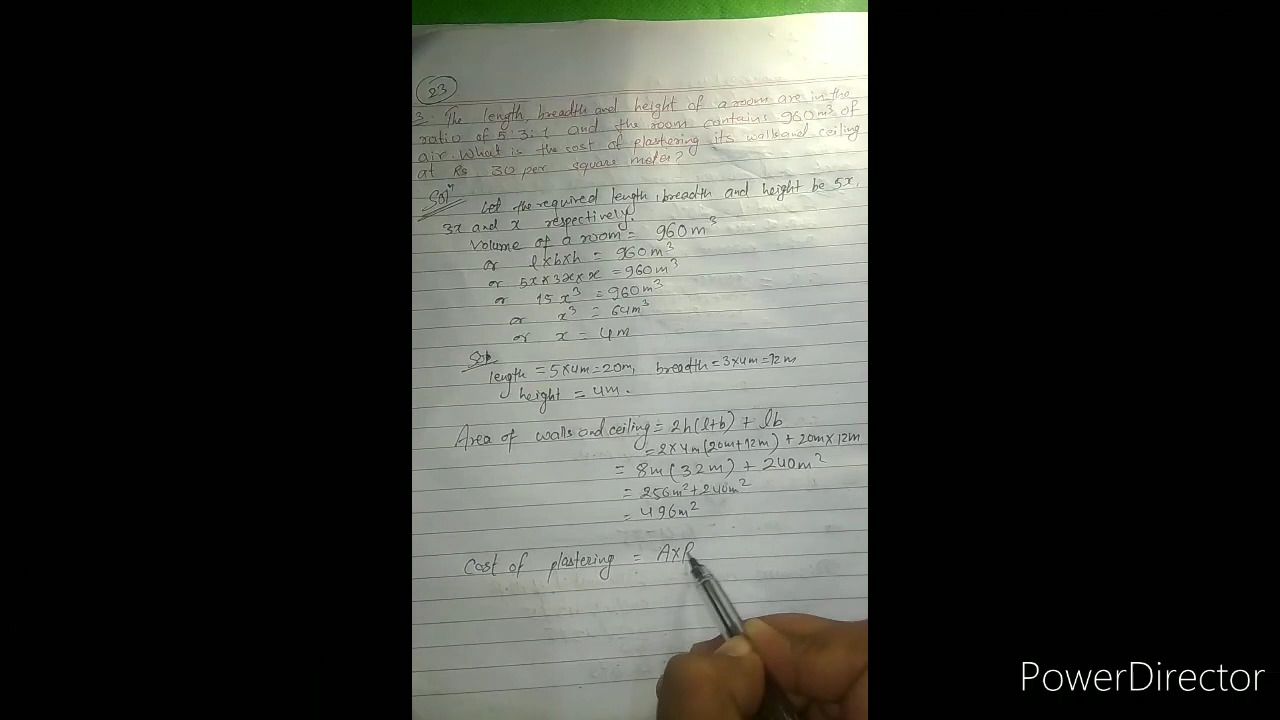 23
3. The length, breadth and height of a room are in the
ratio of 5:3:1 and the room contains 960m³ of
air. What is the cost of plastering its walls and ceiling
at Rs 30 per square meter?
Solⁿ Let the required length, breadth and height be 5x,
3x and x respectively.
Volume of a room = 960m³
or l×b×h = 960m³
or 5x×3x×x = 960m³
or 15x³ = 960m³
or x³ = 64m³
or x = 4m
So,
length = 5×4m=20m, breadth = 3×4m=12m
height = 4m.
Area of walls and ceiling = 2h(l+b) + lb
= 2×4m(20m+12m) + 20m×12m
= 8m(32m) + 240m²
= 256m²+240m²
= 496m²
Cost of plastering = A×R
PowerDirector